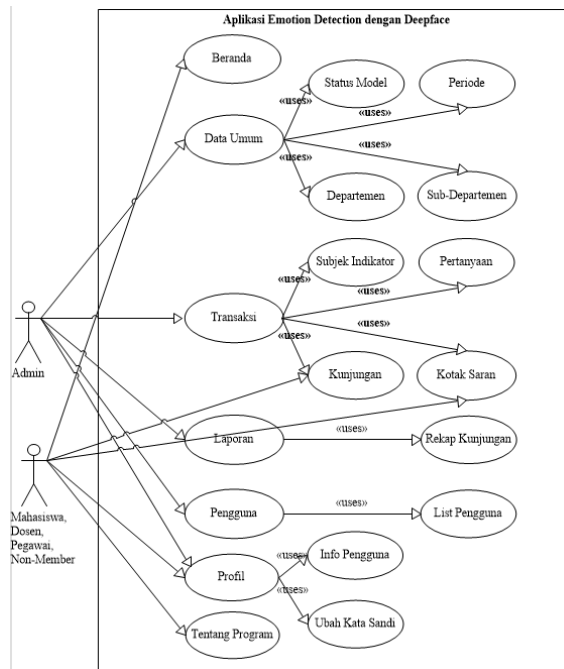 Aplikasi Emotion Detection dengan Deepface
Beranda
Status Model
Periode
«uses»
«uses»
Data Umum
«uses»
«uses»
Departemen
Sub-Departemen
Subjek Indikator
Pertanyaan
«uses»
«uses»
Transaksi
«uses»
«uses»
Admin
Kunjungan
Kotak Saran
Laporan
«uses»
Rekap Kunjungan
Mahasiswa,
Dosen,
Pegawai,
Non-Member
Pengguna
«uses»
List Pengguna
Info Pengguna
«uses»
Profil
«uses»
Ubah Kata Sandi
Tentang Program